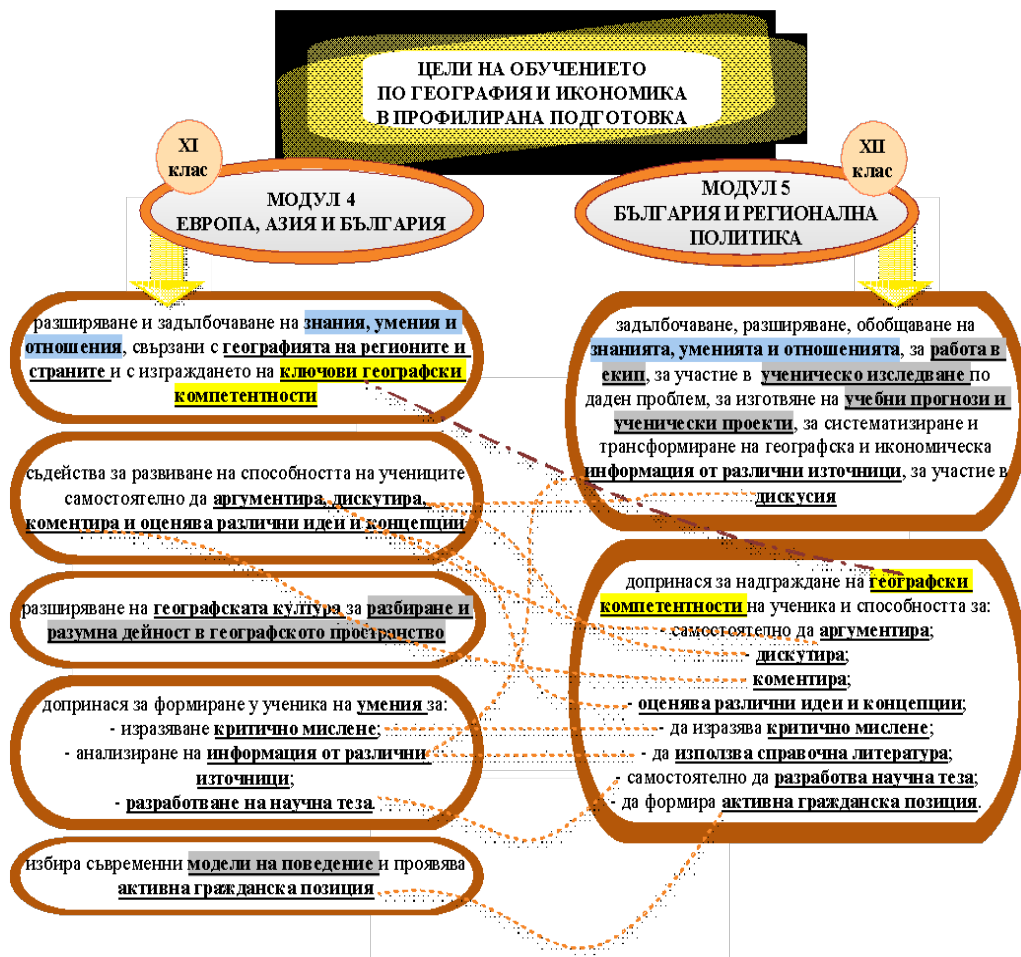 ЦЕЛИ НА ОБУЧЕНИЕТО
ПО ГЕОГРАФИЯ И ИКОНОМИКА
В ПРОФИЛИРАНА ПОДГОТОВКА
XI
клас
МОДУЛ 4
ЕВРОПА, АЗИЯ И БЪЛГАРИЯ
разширяване и задълбочаване на знания, умения и
отношения, свързани с географията на регионите и
страните и с изграждането на ключови географски
компетентности
съдейства за развиване на способността на учениците
самостоятелно да аргументира, дискутира,
коментира и оценява различни идеи и концепции
разширяване на географската култура за разбиране и
разумна дейност в географското пространство
допринася за формиране у ученика на умения за:
- изразяване критично мислене;
- анализиране на информация от различни
източници;
- разработване на научна теза.
избира съвременни модели на поведение и проявява
активна гражданска позиция
XII
клас
МОДУЛ 5
БЪЛГАРИЯ И РЕГИОНАЛНА
ПОЛИТИКА
задълбочаване, разширяване, обобщаване на
знанията, уменията и отношенията, за работа в
екип, за участие в ученическо изследване по
даден проблем, за изготвяне на учебни прогнози и
ученически проекти, за систематизиране и
трансформиране на географска и икономическа
информация от различни източници, за участие в
дискусия
допринася за надграждане на географски
компетентности на ученика и способността за:
- самостоятелно да аргументира;
- дискутира;
коментира;
- оценява различни идеи и концепции;
- да изразява критично мислене;
- да използва справочна литература;
- самостоятелно да разработва научна теза;
- да формира активна гражданска позиция.